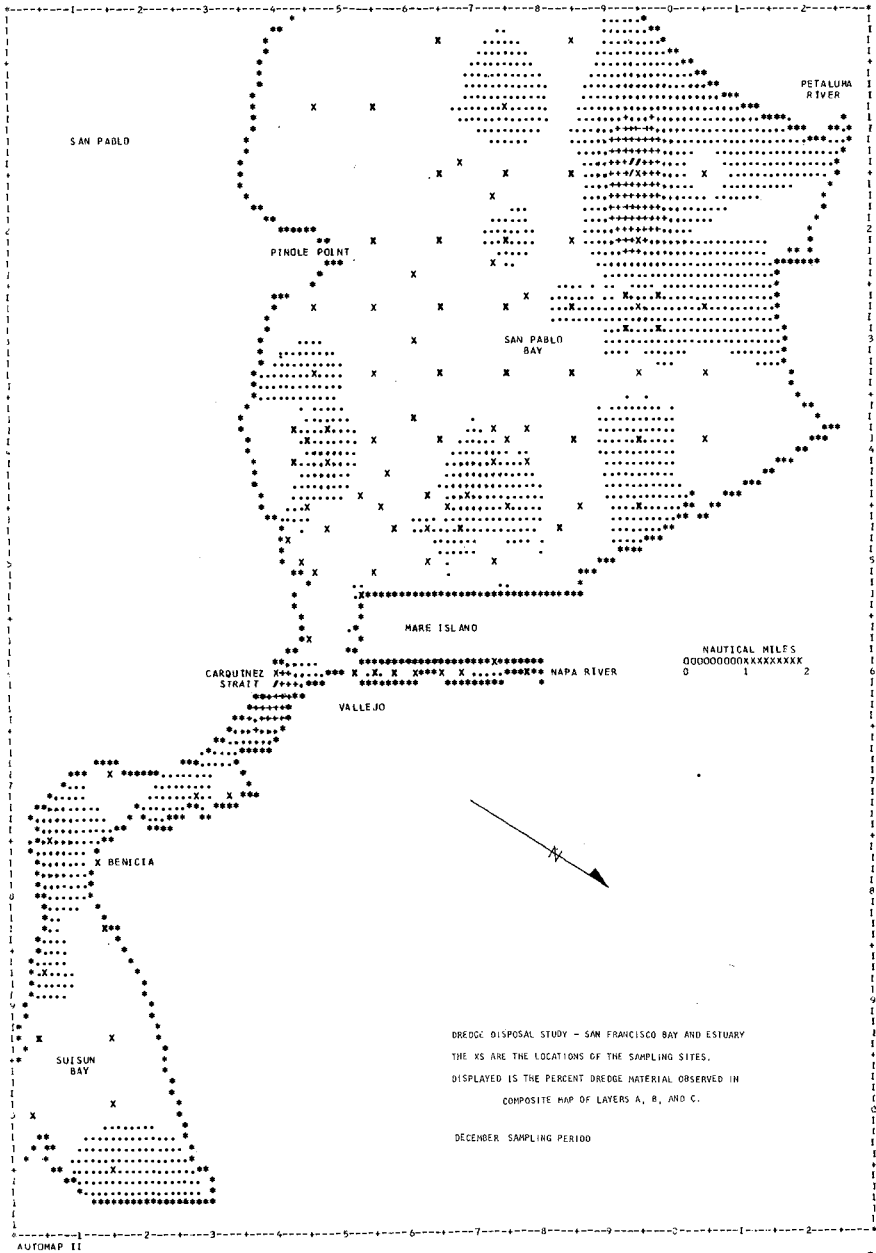 PETALUMA
RIVER
SAN PABLO
PINOLE POINT
SAN PABLO
BAY
MARE ISLAND
NAUTICAL MILES
OOOOOOOOOOXXXXXXXXXX
0 1 2
CARQUINEZ
STRAIT
NAPA RIVER
VALLEJO
N
BENICIA
DREDGE DISPOSAL STUDY - SAN FRANCISCO BAY AND ESTUARY
THE XS ARE THE LOCATIONS OF THE SAMPLING SITES.
DISPLAYED IS THE PERCENT DREDGE MATERIAL OBSERVED IN
COMPOSITE MAP OF LAYERS A, B, AND C.
SUISUN
BAY
DECEMBER SAMPLING PERIOD
AUTOMAP II